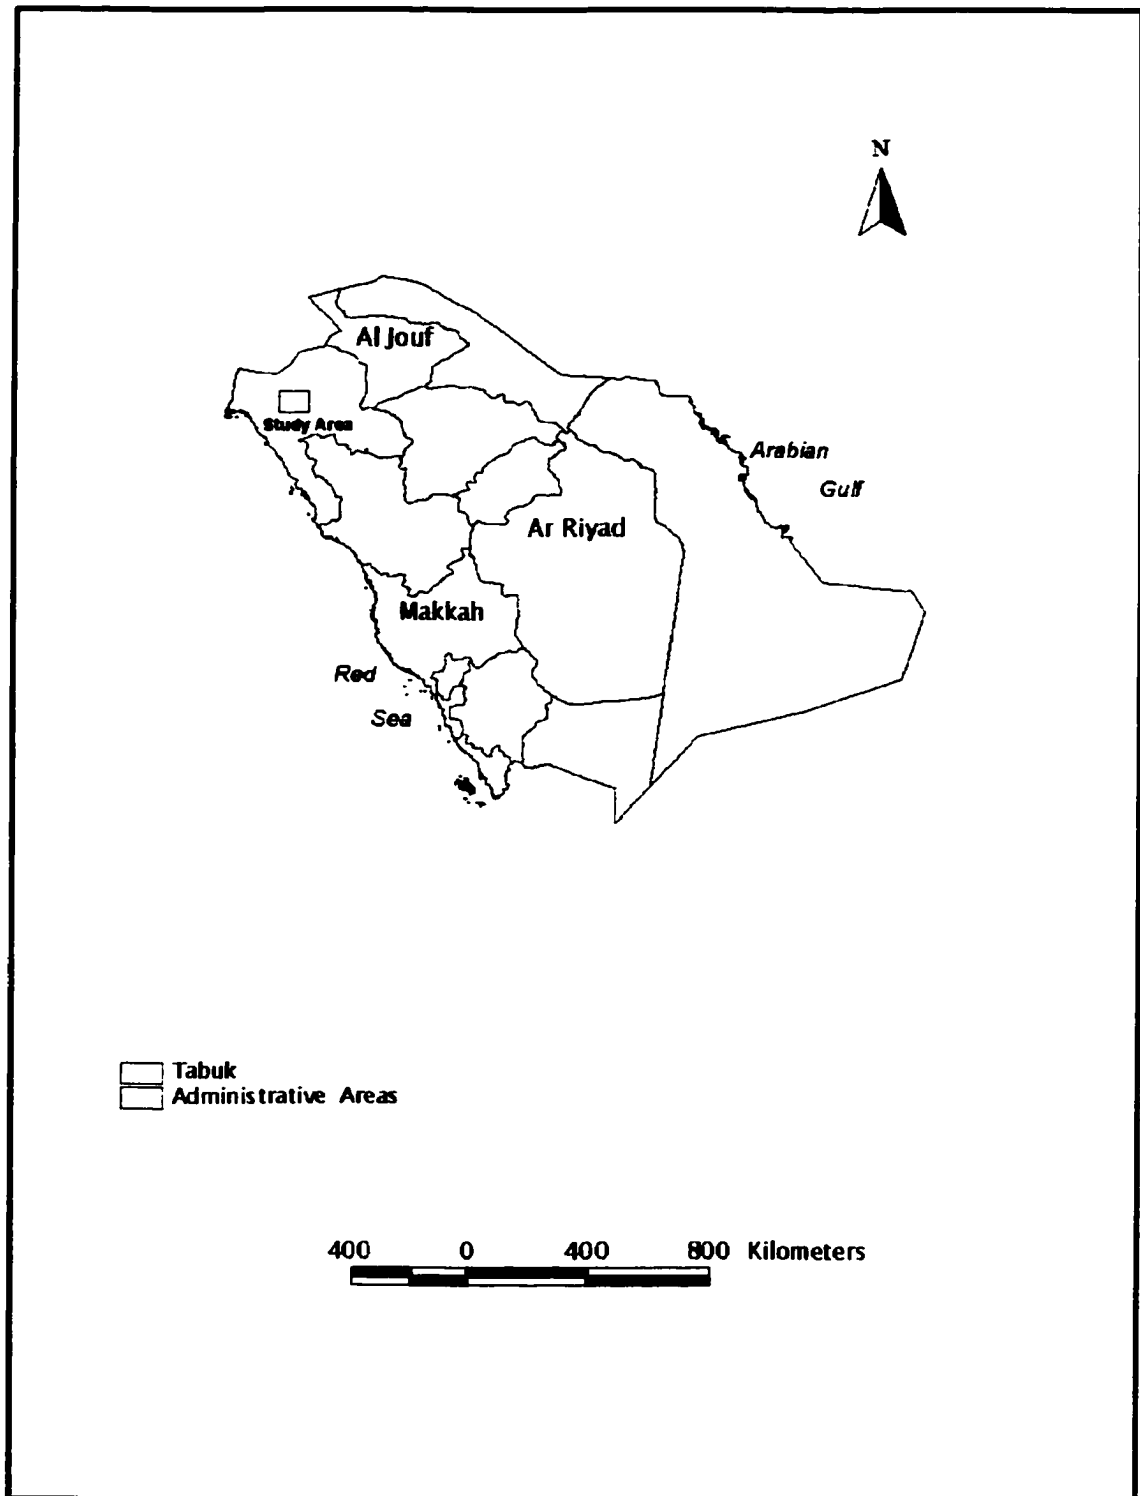 N
Al Jouf
Study Area
Arabian
Gulf
Ar Riyad
Makkah
Red
Sea
Tabuk
Administrative Areas
400 0 400 800 Kilometers